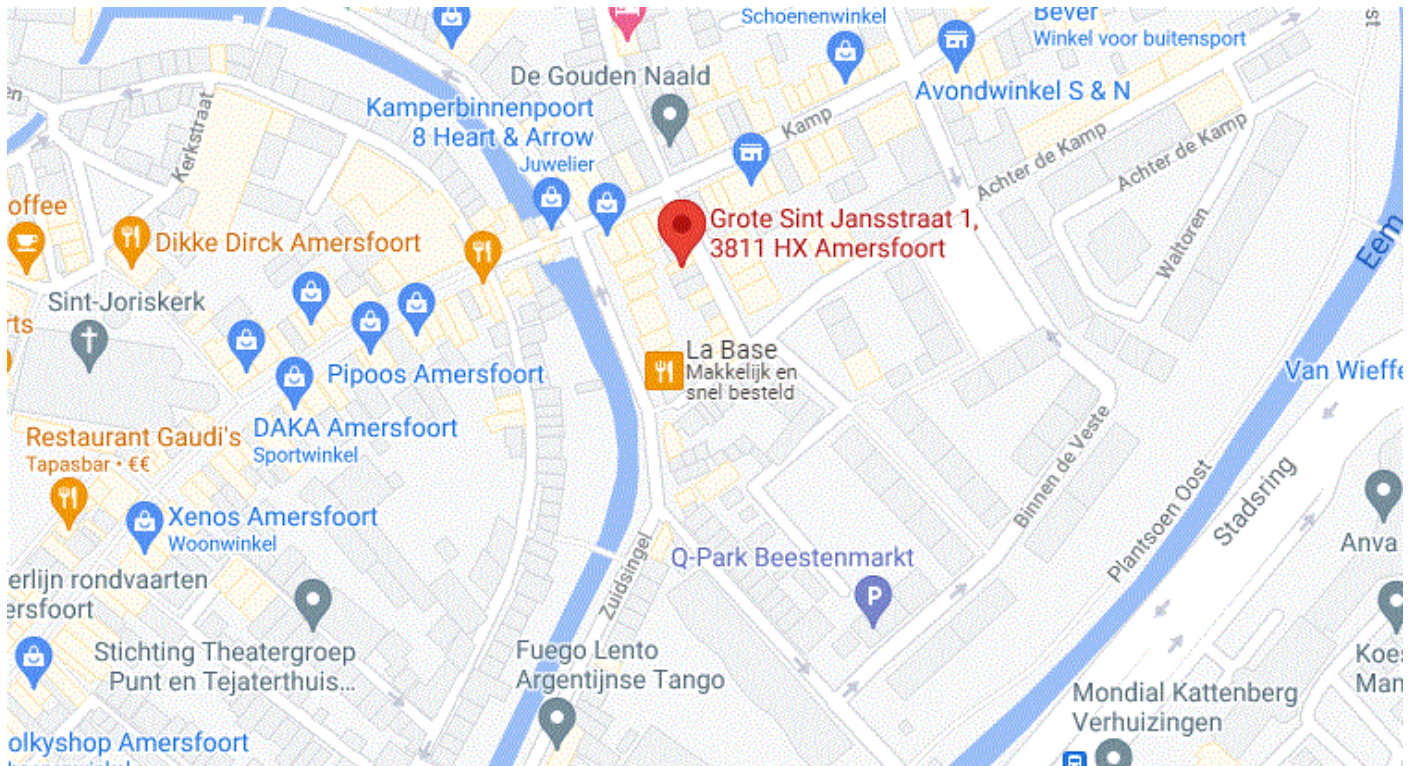 Schoenenwinkel
Bever
Winkel voor buitensport
st
De Gouden Naald
Avondwinkel S & N
en
Kamperbinnenpoort
8 Heart & Arrow
Juwelier
Kamp
Kerkstraat
Achter de Kamp
Achter de Kamp
offee
Dikke Dirck Amersfoort
Grote Sint Jansstraat 1,
3811 HX Amersfoort
Waltoren
Eem
Sint-Joriskerk
rts
La Base
Makkelijk en
snel besteld
Pipoos Amersfoort
Van Wieffe
DAKA Amersfoort
Sportwinkel
Restaurant Gaudi's
Tapasbar • €€
Binnen de Veste
Plantsoen Oost
Stadsring
Xenos Amersfoort
Woonwinkel
Anva
Q-Park Beestenmarkt
P
Zuidsingel
erlijn rondvaarten
ersfoort
Stichting Theatergroep
Punt en Tejaterthuis...
Fuego Lento
Argentijnse Tango
Koes
Man
Mondial Kattenberg
Verhuizingen
olkyshop Amersfoort